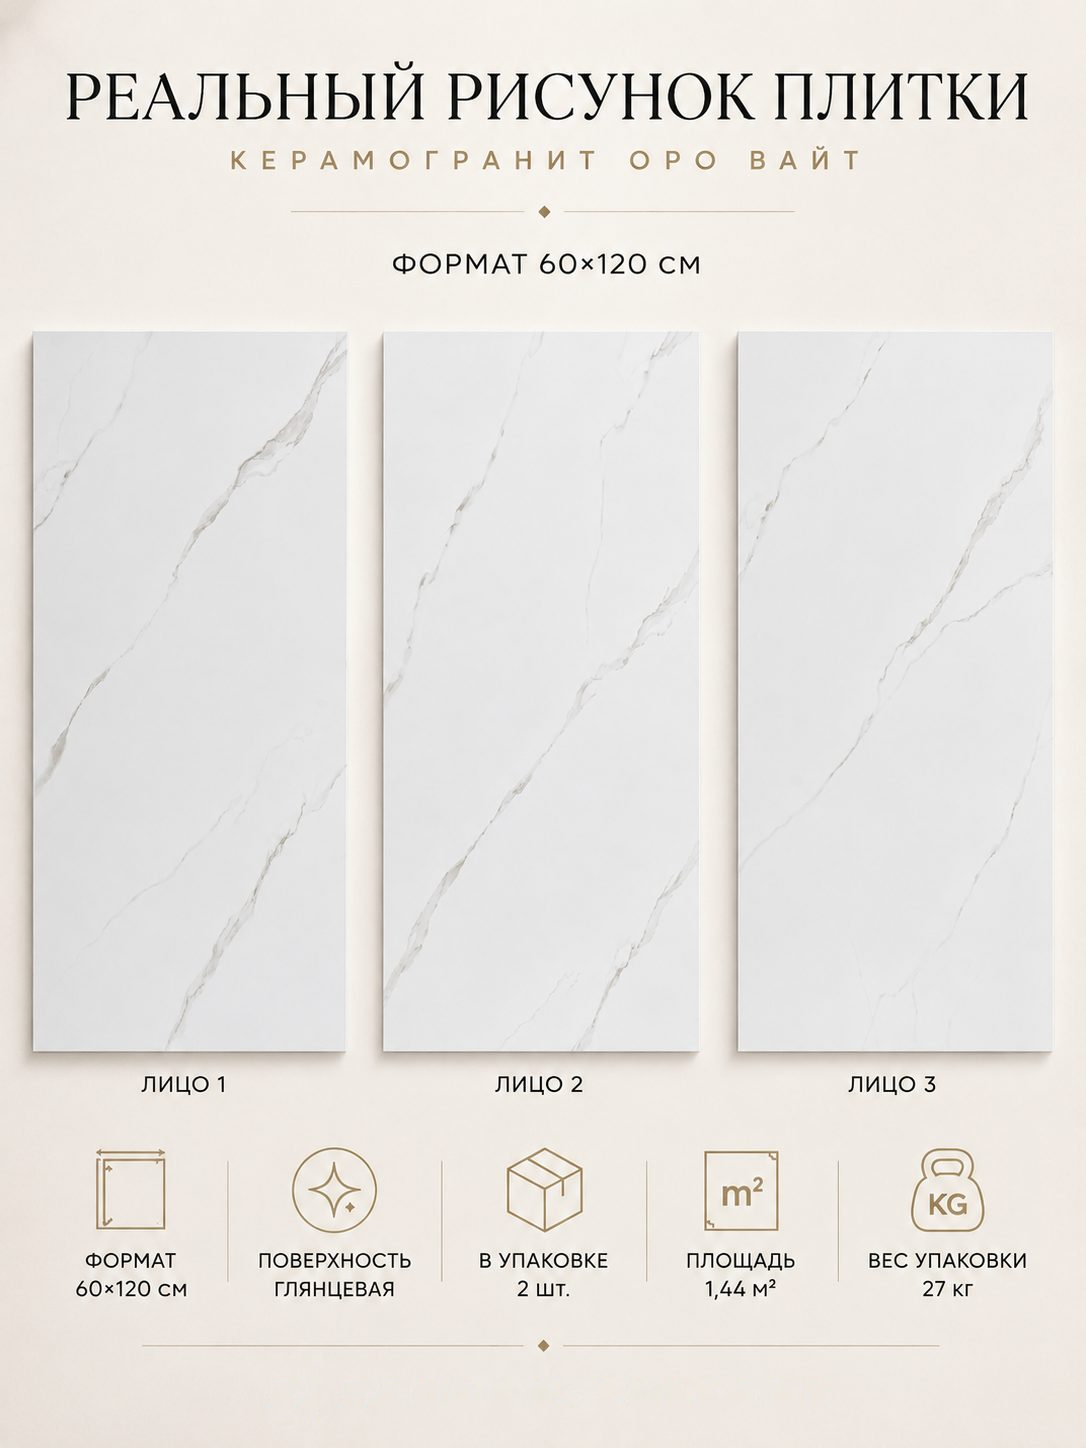 РЕАЛЬНЫЙ РИСУНОК ПЛИТКИ
КЕРАМОГРАНИТ ОРО ВАЙТ
ФОРМАТ 60×120 СМ
ЛИЦО 1
ЛИЦО 2
ЛИЦО 3
m²
KG
ФОРМАТ
60×120 СМ
ПОВЕРХНОСТЬ
ГЛЯНЦЕВАЯ
В УПАКОВКЕ
2 шт.
ПЛОЩАДЬ
1,44 м²
ВЕС УПАКОВКИ
27 кг